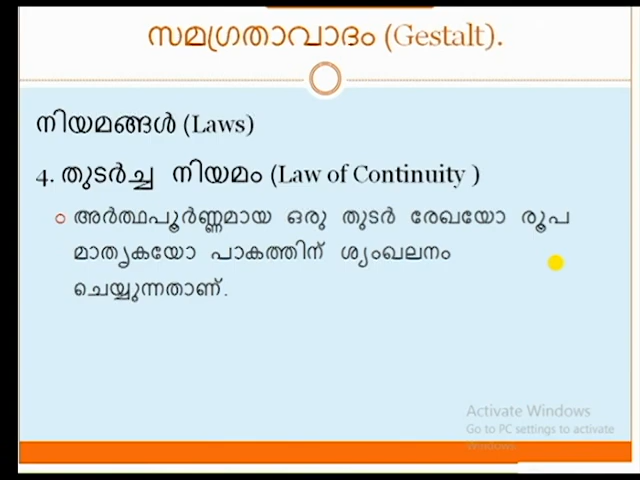 സമഗ്രതാവാദം (Gestalt).
നിയമങ്ങൾ (Laws)
4. തുടർച്ച നിയമം (Law of Continuity )
അർത്ഥപൂർണ്ണമായ ഒരു തുടർ രേഖയോ രൂപ
മാതൃകയോ പാകത്തിന് ശൃംഖലനം
ചെയ്യുന്നതാണ്.
Activate Windows
Go to PC settings to activate
Windows.